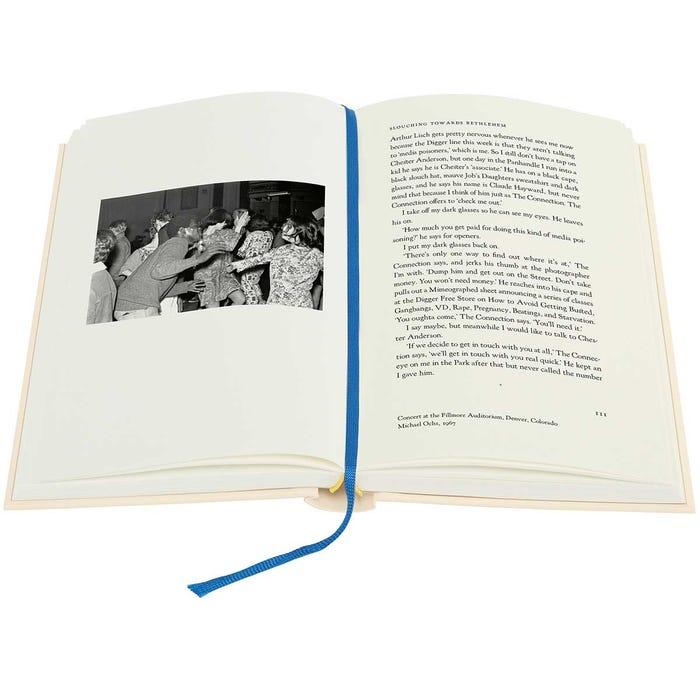 SLOUCHING TOWARDS BETHLEHEM
Arthur Lisch gets pretty nervous whenever he sees me now
because the Digger line this week is that they aren't talking
to 'media poisoners,' which is me. So I still don't have a tap on
Chester Anderson, but one day in the Panhandle I run into a
kid he says is Chester's 'associate.' He has on a black cape,
black slouch hat, mauve Job's Daughters sweatshirt and dark
glasses, and he says his name is Claude Hayward, but never
mind that because I think of him just as The Connection. The
Connection offers to 'check me out.'
I take off my dark glasses so he can see my eyes. He leaves
his on.
'How much you get paid for doing this kind of media poi-
soning?' he says for openers.
I put my dark glasses back on.
'There's only one way to find out where it's at,' The
Connection says, and jerks his thumb at the photographer
I'm with. 'Dump him and get out on the Street. Don't take
money. You won't need money.' He reaches into his cape and
pulls out a Mimeographed sheet announcing a series of classes
at the Digger Free Store on How to Avoid Getting Busted,
Gangbangs, VD, Rape, Pregnancy, Beatings, and Starvation.
'You oughta come,' The Connection says. 'You'll need it.'
I say maybe, but meanwhile I would like to talk to Ches-
ter Anderson.
'If we decide to get in touch with you at all,' The Connec-
tion says, 'we'll get in touch with you real quick.' He kept an
eye on me in the Park after that but never called the number
I gave him.
111
Concert at the Fillmore Auditorium, Denver, Colorado
Michael Ochs, 1967